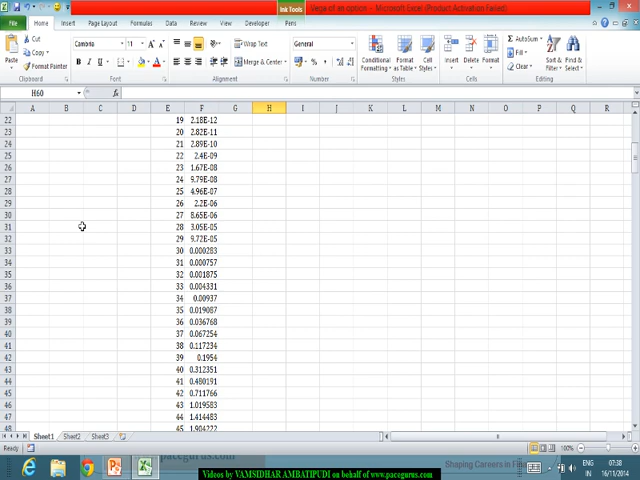 Ink Tools
Vega of an option - Microsoft Excel (Product Activation Failed)
File Home Insert Page Layout Formulas Data Review View Developer Pens
Cut
Copy
Format Painter
Paste
Clipboard
Cambria 11
Font
Wrap Text
Merge & Center
Alignment
General
Number
Conditional Formatting
Format as Table
Cell Styles
Styles
Insert Delete Format
Cells
AutoSum
Fill
Clear
Sort & Filter
Find & Select
Editing
H60 fx
A B C D E F G H I J K L M N O P Q R
22 19 2.18E-12
23 20 2.82E-11
24 21 2.89E-10
25 22 2.4E-09
26 23 1.67E-08
27 24 9.79E-08
28 25 4.96E-07
29 26 2.2E-06
30 27 8.65E-06
31 28 3.05E-05
32 29 9.72E-05
33 30 0.000283
34 31 0.000757
35 32 0.001875
36 33 0.004331
37 34 0.00937
38 35 0.019087
39 36 0.036768
40 37 0.067254
41 38 0.117234
42 39 0.1954
43 40 0.312351
44 41 0.480191
45 42 0.711766
46 43 1.019583
47 44 1.414483
48 45 1.904222
Sheet1 Sheet2 Sheet3
Ready
100%
pacegurus.com
Shaping Careers in Fi
Videos by VAMSIDHAR AMBATIPUDI on behalf of www.pacegurus.com
ENG
IN
07:38
16/11/2014